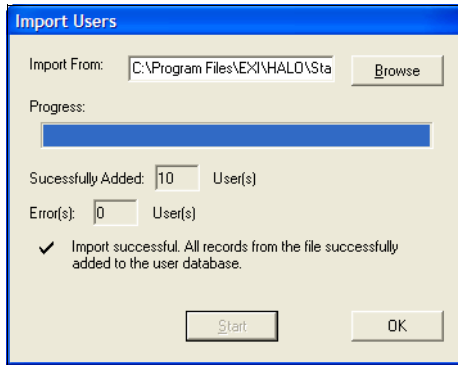 Import Users
Import From: C:\Program Files\EXI\HALO\Sta Browse
Progress:
Sucessfully Added: 10 User(s)
Error(s): 0 User(s)
Import successful. All records from the file successfully
added to the user database.
Start OK